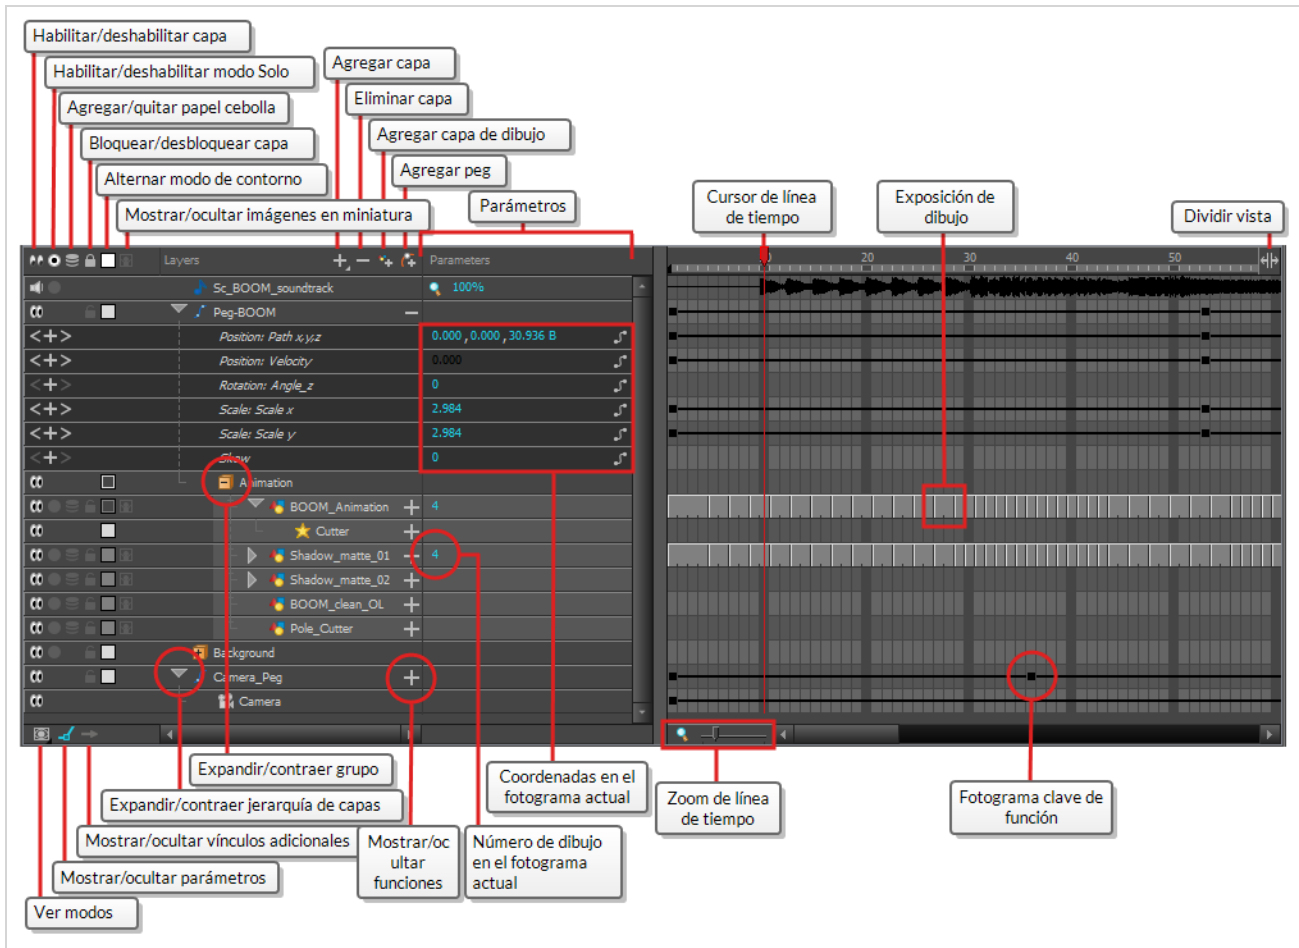 Habilitar/deshabilitar capa
Habilitar/deshabilitar modo Solo
Agregar/quitar papel cebolla
Bloquear/desbloquear capa
Alternar modo de contorno
Mostrar/ocultar imágenes en miniatura
Agregar capa
Eliminar capa
Agregar capa de dibujo
Agregar peg
Parámetros
Cursor de línea
de tiempo
Exposición de
dibujo
Dividir vista
Layers
Parameters
30
40
50
Sc_BOOM_soundtrack
100%
Peg-BOOM
Position: Path x,y,z
0.000 , 0.000 , 30.936 B
Position: Velocity
0.000
Rotation: Angle_z
0
Scale: Scale x
2.984
Scale: Scale y
2.984
Skew
0
Animation
BOOM_Animation
4
Cutter
Shadow_matte_01
4
Shadow_matte_02
BOOM_clean_OL
Pole_Cutter
Background
Camera_Peg
Camera
Expandir/contraer grupo
Expandir/contraer jerarquía de capas
Mostrar/ocultar vínculos adicionales
Mostrar/ocultar parámetros
Ver modos
Mostrar/oc
ultar
funciones
Número de dibujo
en el fotograma
actual
Coordenadas en el
fotograma actual
Zoom de línea
de tiempo
Fotograma clave de
función